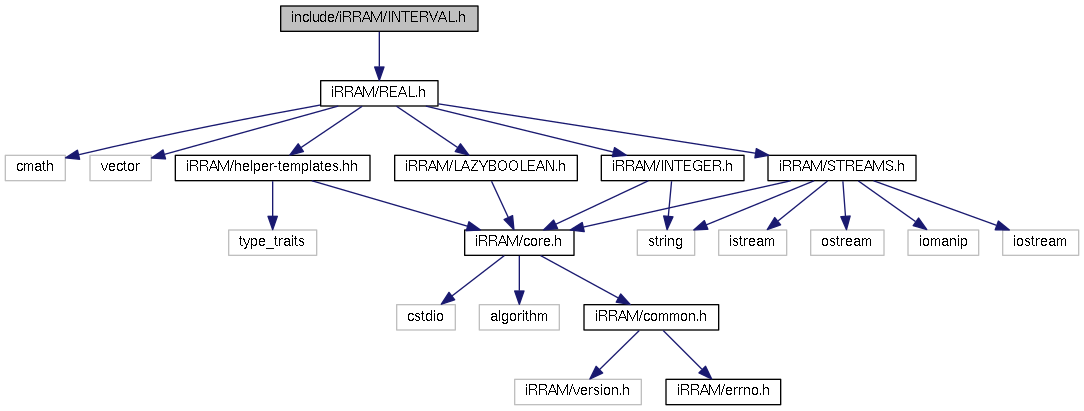 include/iRRAM/INTERVAL.h
iRRAM/REAL.h
cmath
vector
iRRAM/helper-templates.hh
iRRAM/LAZYBOOLEAN.h
iRRAM/INTEGER.h
iRRAM/STREAMS.h
type_traits
iRRAM/core.h
string
istream
ostream
iomanip
iostream
cstdio
algorithm
iRRAM/common.h
iRRAM/version.h
iRRAM/errno.h